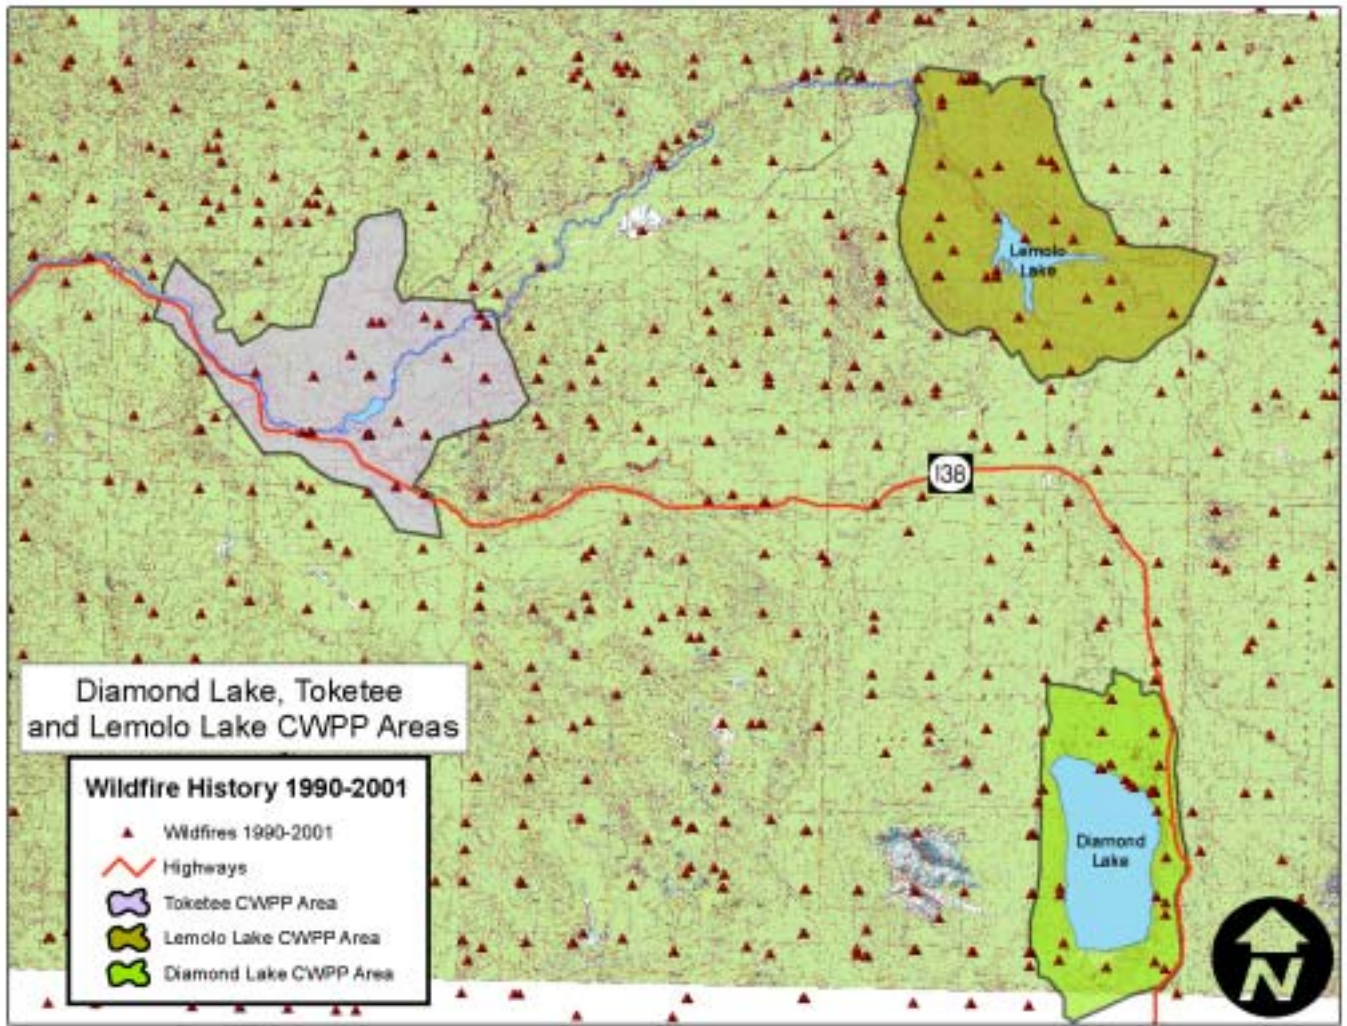 Lemolo
Lake
138
Diamond Lake, Toketee
and Lemolo Lake CWPP Areas
Wildfire History 1990-2001
Wildfires 1990-2001
Highways
Toketee CWPP Area
Lemolo Lake CWPP Area
Diamond Lake CWPP Area
Diamond
Lake
N